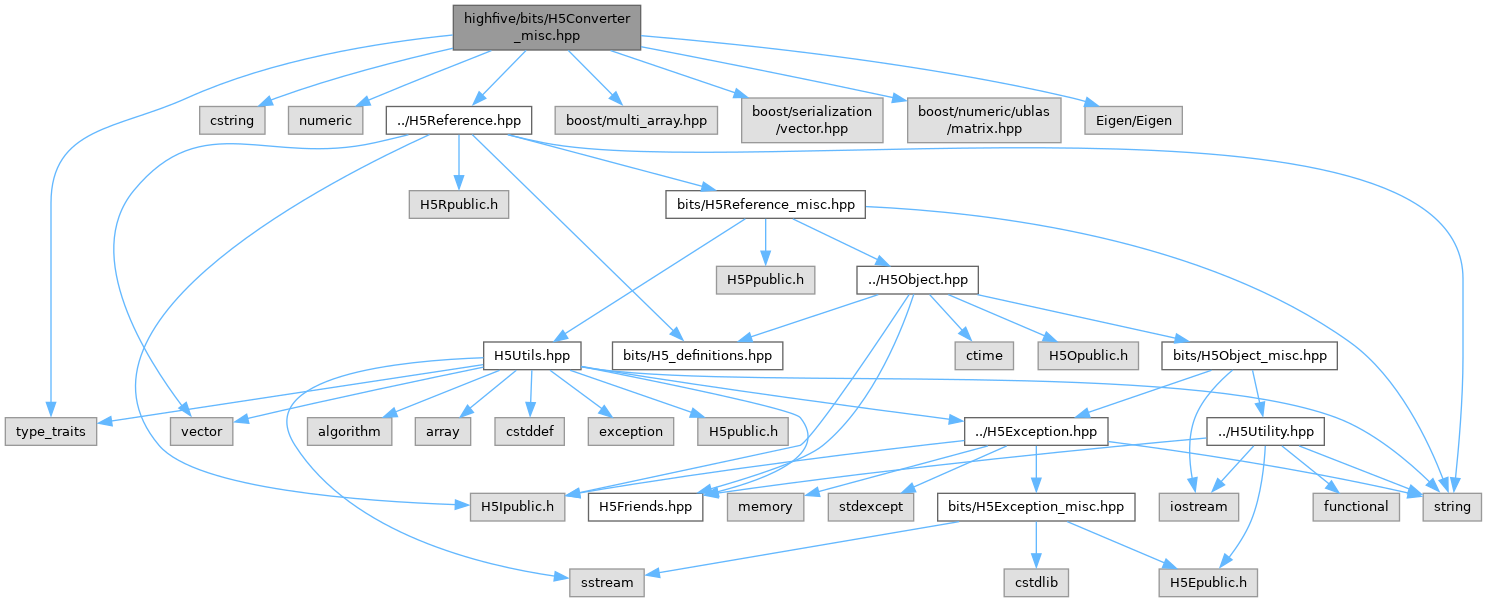 highfive/bits/H5Converter
_misc.hpp
cstring
numeric
../H5Reference.hpp
boost/multi_array.hpp
boost/serialization
/vector.hpp
boost/numeric/ublas
/matrix.hpp
Eigen/Eigen
H5Rpublic.h
bits/H5Reference_misc.hpp
H5Ppublic.h
../H5Object.hpp
H5Utils.hpp
bits/H5_definitions.hpp
ctime
H5Opublic.h
bits/H5Object_misc.hpp
type_traits
vector
algorithm
array
cstddef
exception
H5public.h
../H5Exception.hpp
../H5Utility.hpp
H5Ipublic.h
H5Friends.hpp
memory
stdexcept
bits/H5Exception_misc.hpp
iostream
functional
string
sstream
cstdlib
H5Epublic.h